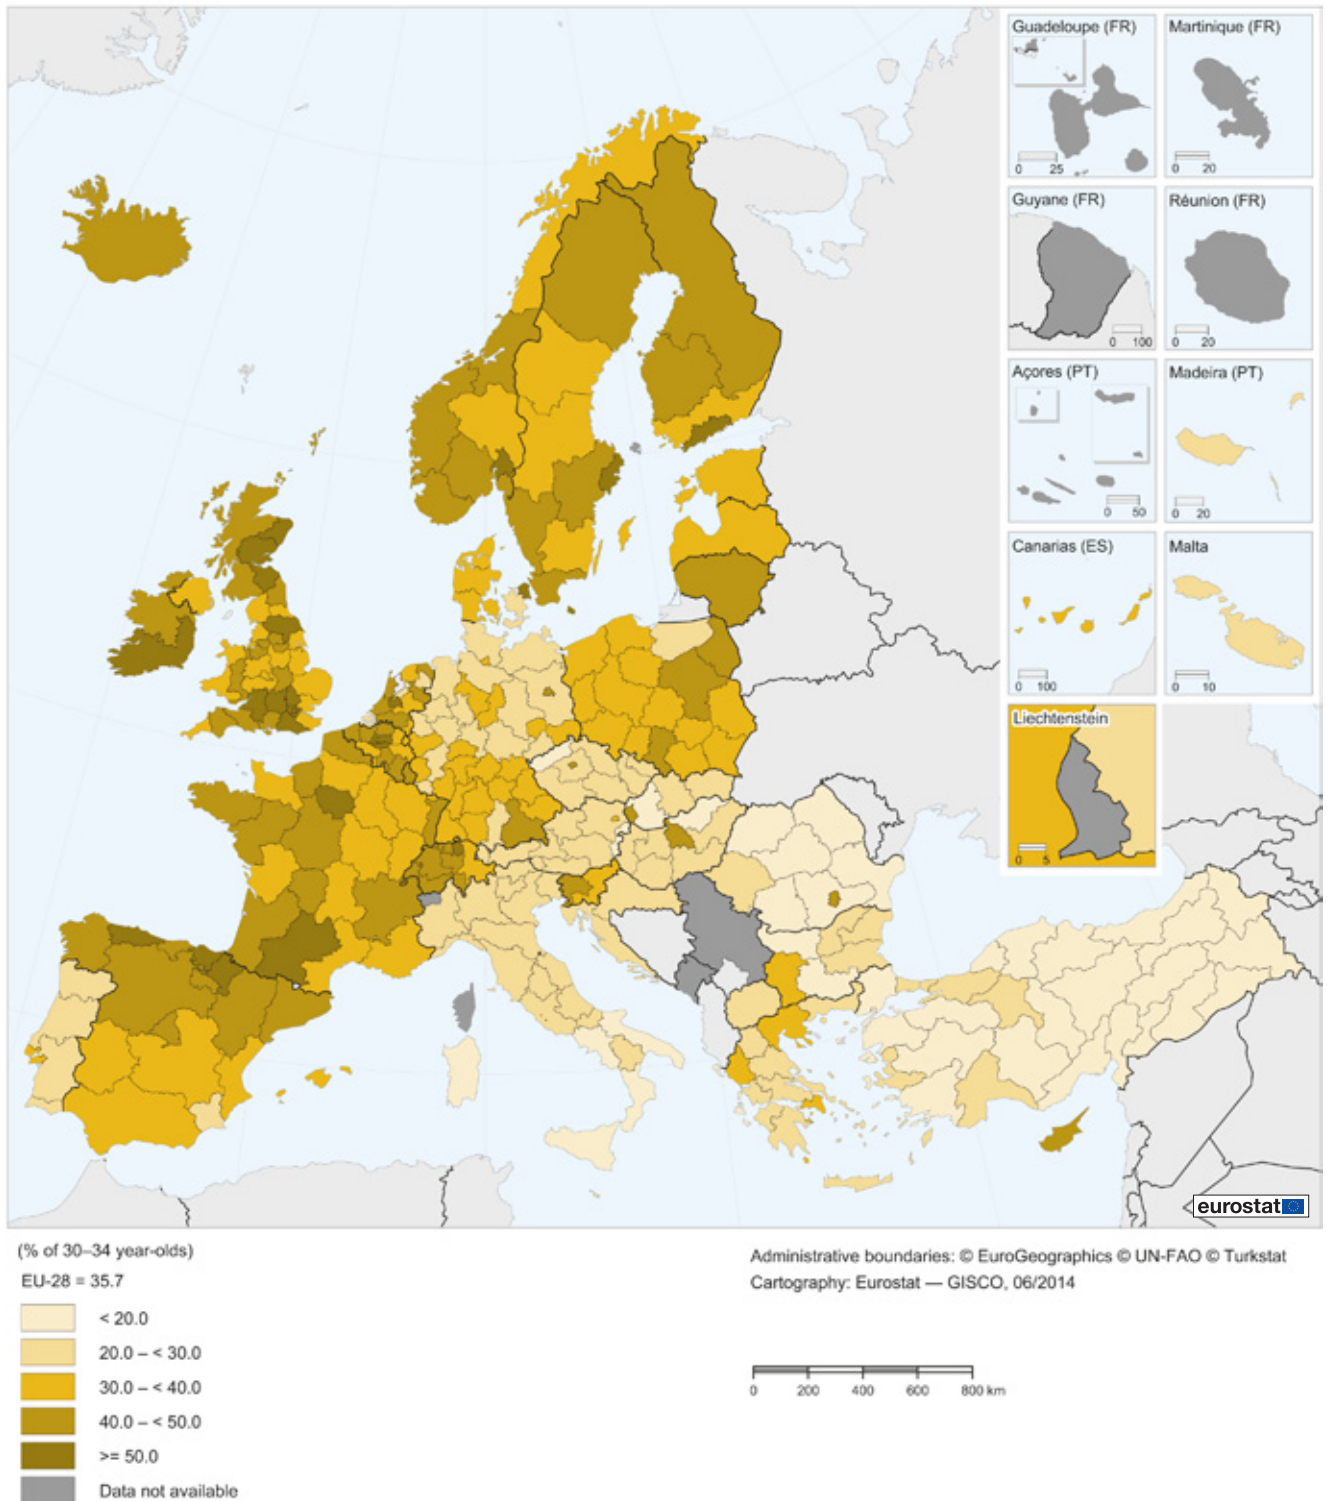 Guadeloupe (FR)
0 25
Martinique (FR)
0 20
Guyane (FR)
0 100
Réunion (FR)
0 20
Açores (PT)
0 50
Madeira (PT)
0 20
Canarias (ES)
0 100
Malta
0 10
Liechtenstein
0 5
eurostat
(% of 30–34 year-olds)
EU-28 = 35.7
< 20.0
20.0 – < 30.0
30.0 – < 40.0
40.0 – < 50.0
>= 50.0
Data not available
Administrative boundaries: © EuroGeographics © UN-FAO © Turkstat
Cartography: Eurostat — GISCO, 06/2014
0 200 400 600 800 km